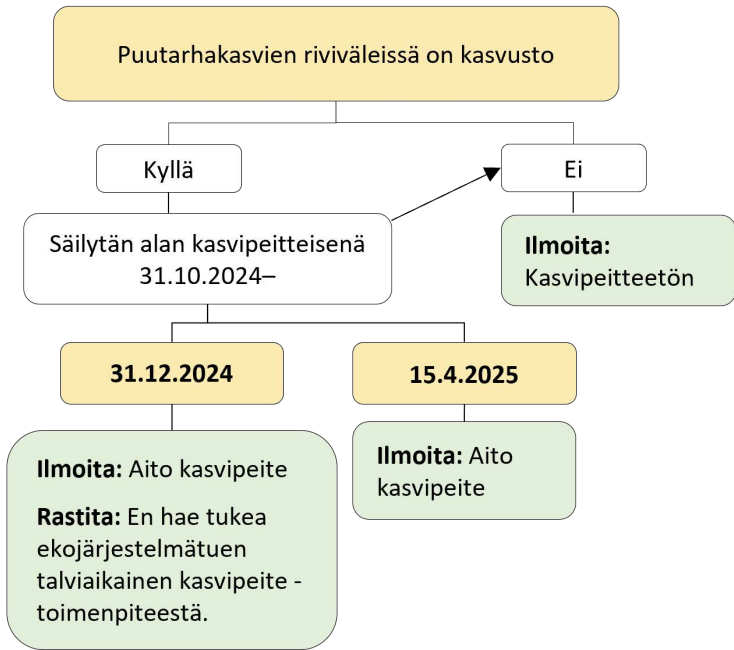 Puutarhakasvien riviväleissä on kasvusto
Kyllä
Ei
Säilytän alan kasvipeitteisenä
31.10.2024–
Ilmoita:
Kasvipeitteetön
31.12.2024
15.4.2025
Ilmoita: Aito kasvipeite
Rastita: En hae tukea
ekojärjestelmätuen
talviaikainen kasvipeite -
toimenpiteestä.
Ilmoita: Aito
kasvipeite